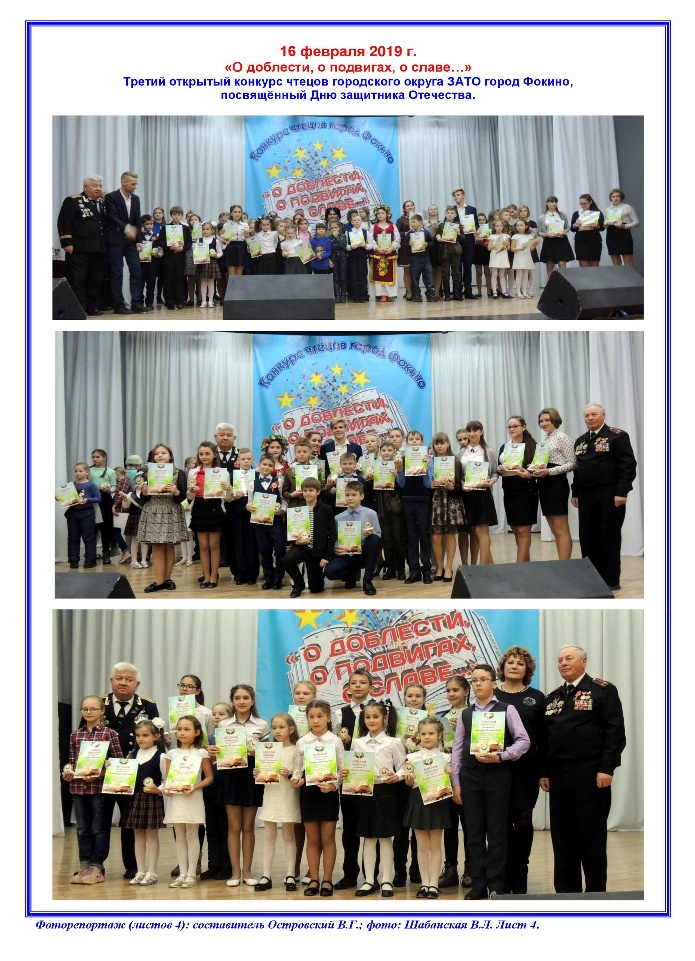 16 февраля 2019 г.
«О доблести, о подвигах, о славе…»
Третий открытый конкурс чтецов городского округа ЗАТО город Фокино,
посвящённый Дню защитника Отечества.
Конкурс чтецов город Фокино
“О ДОБЛЕСТИ,
О ПОДВИГАХ,
О СЛАВЕ...”
Конкурс чтецов город Фокино
“О ДОБЛЕСТИ,
О ПОДВИГАХ,
“О ДОБЛЕСТИ,
О ПОДВИГАХ,
О СЛАВЕ...”
Фоторепортаж (листов 4): составитель Островский В.Г.; фото: Шабанская В.Л. Лист 4.